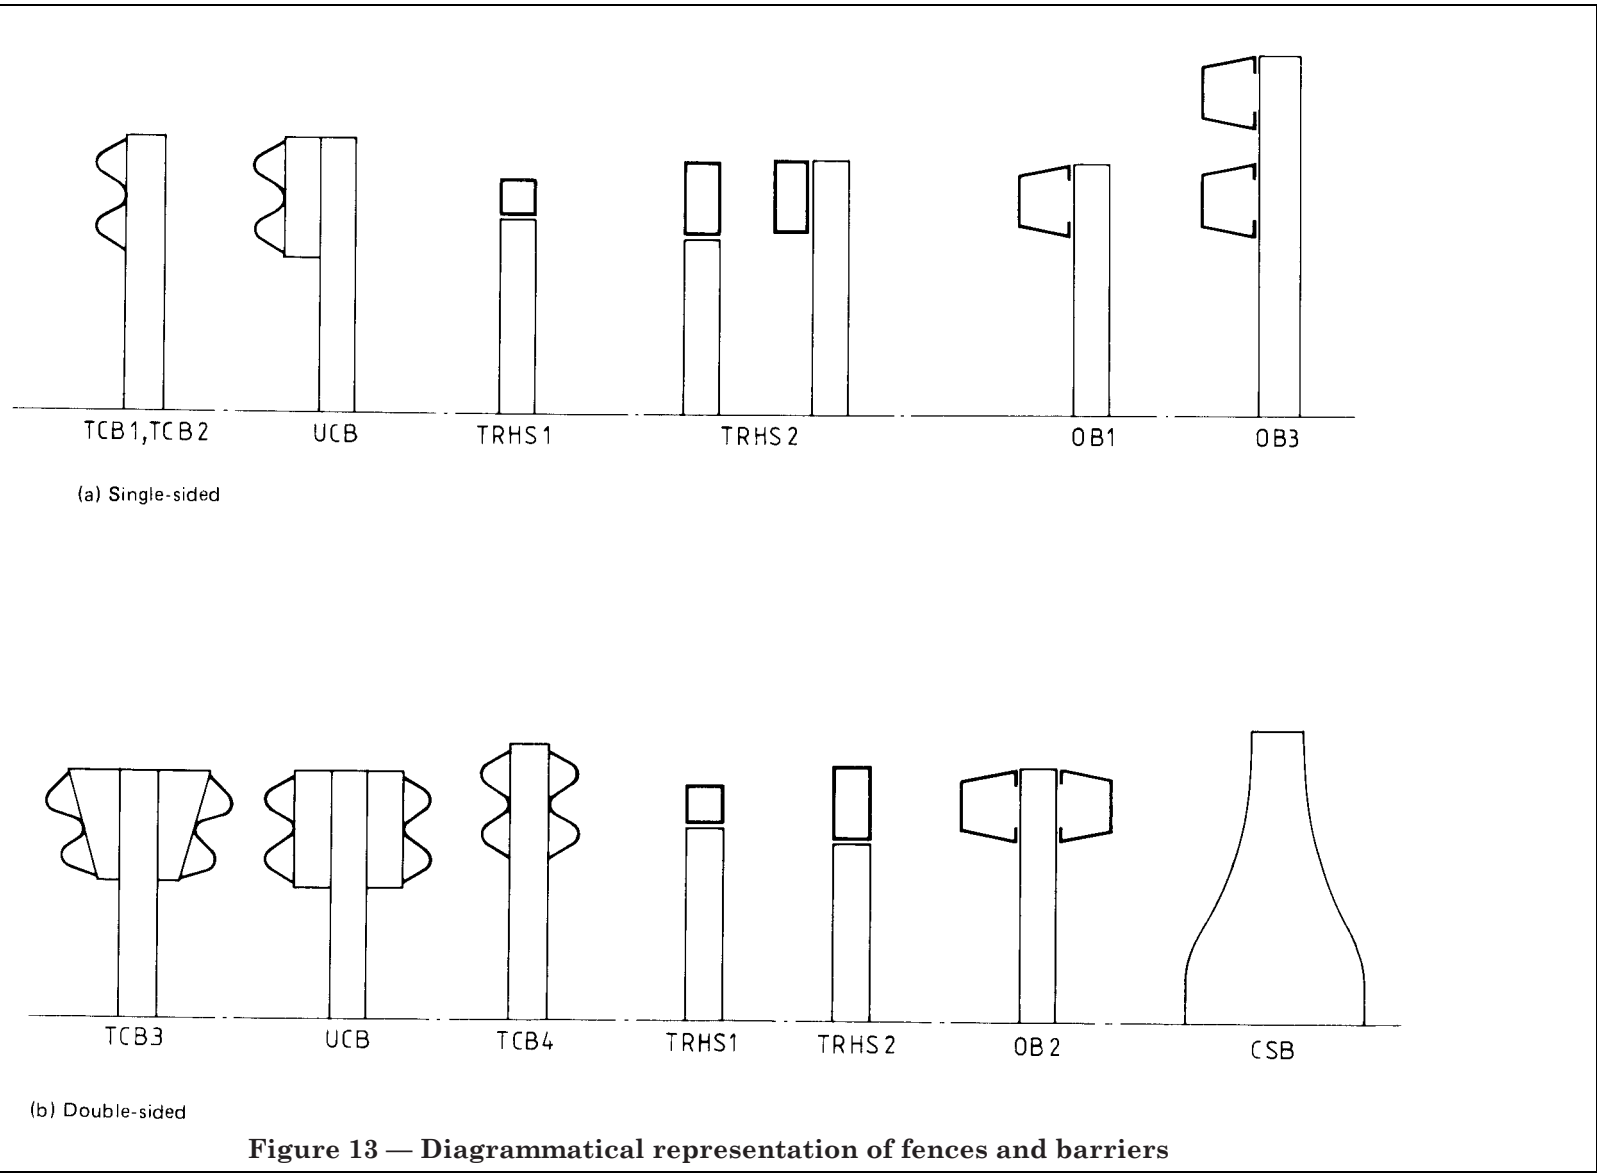 TCB1,TCB2 UCB TRHS1 TRHS2 OB1 OB3
(a) Single-sided
TCB3 UCB TCB4 TRHS1 TRHS2 OB2 CSB
(b) Double-sided
Figure 13 — Diagrammatical representation of fences and barriers